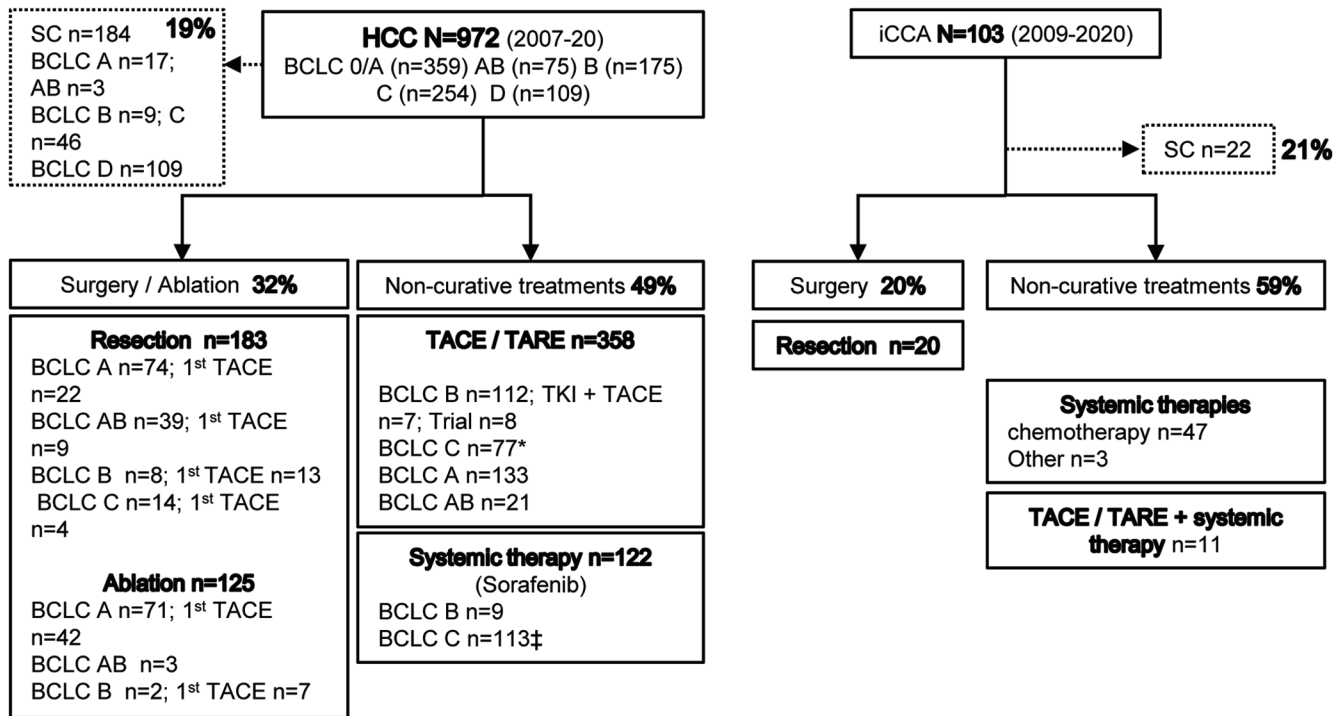 SC n=184 19%
BCLC A n=17;
AB n=3
BCLC B n=9; C
n=46
BCLC D n=109
HCC N=972 (2007-20)
BCLC 0/A (n=359) AB (n=75) B (n=175)
C (n=254) D (n=109)
iCCA N=103 (2009-2020)
SC n=22 21%
Surgery / Ablation 32%
Resection n=183
BCLC A n=74; 1st TACE
n=22
BCLC AB n=39; 1st TACE
n=9
BCLC B n=8; 1st TACE n=13
BCLC C n=14; 1st TACE
n=4
Ablation n=125
BCLC A n=71; 1st TACE
n=42
BCLC AB n=3
BCLC B n=2; 1st TACE n=7
Non-curative treatments 49%
TACE / TARE n=358
BCLC B n=112; TKI + TACE
n=7; Trial n=8
BCLC C n=77*
BCLC A n=133
BCLC AB n=21
Systemic therapy n=122
(Sorafenib)
BCLC B n=9
BCLC C n=113‡
Surgery 20%
Resection n=20
Non-curative treatments 59%
Systemic therapies
chemotherapy n=47
Other n=3
TACE / TARE + systemic
therapy n=11